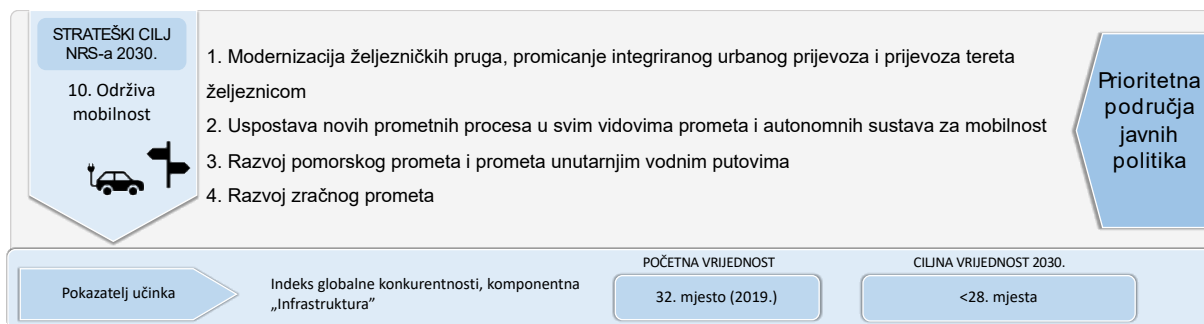 STRATEŠKI CILJ
NRS-a 2030.
10. Održiva
mobilnost
1. Modernizacija željezničkih pruga, promicanje integriranog urbanog prijevoza i prijevoza tereta
željeznicom
2. Uspostava novih prometnih procesa u svim vidovima prometa i autonomnih sustava za mobilnost
3. Razvoj pomorskog prometa i prometa unutarnjim vodnim putovima
4. Razvoj zračnog prometa
Prioritetna
područja
javnih
politika
Pokazatelj učinka
Indeks globalne konkurentnosti, komponentna
„Infrastruktura”
POČETNA VRIJEDNOST
32. mjesto (2019.)
CILJNA VRIJEDNOST 2030.
<28. mjesta